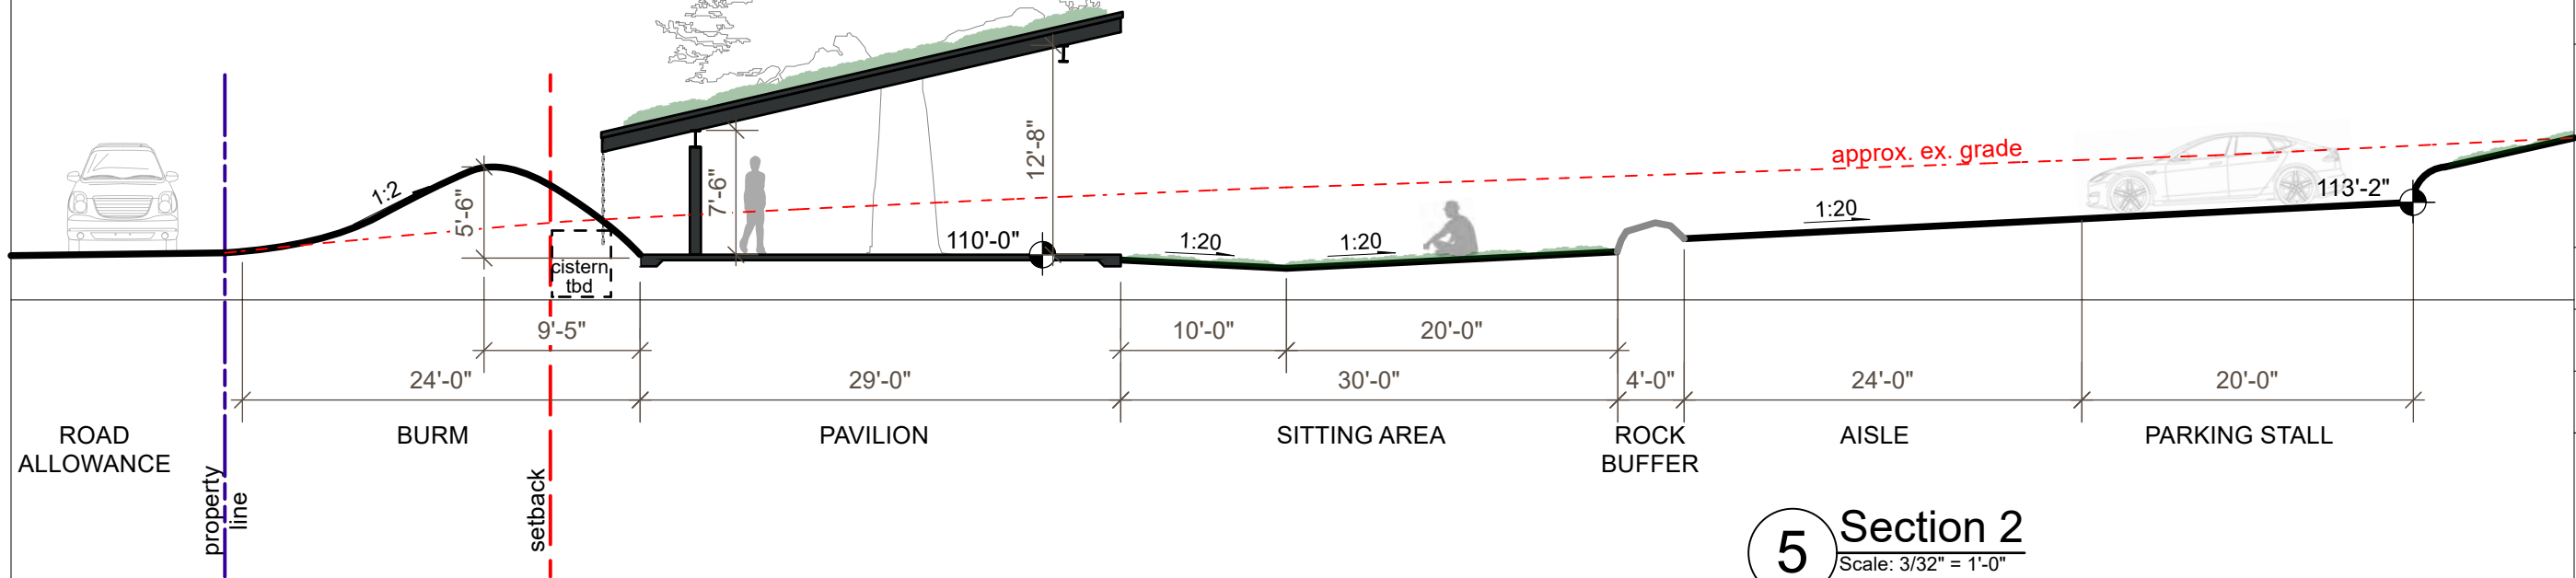 12'-8"
approx. ex. grade
1:2
5'-6"
7'-6"
113'-2"
1:20
110'-0"
1:20
1:20
cistern
tbd
9'-5"
10'-0"
20'-0"
24'-0"
29'-0"
30'-0"
4'-0"
24'-0"
20'-0"
ROAD
ALLOWANCE
BURM
PAVILION
SITTING AREA
ROCK
BUFFER
AISLE
PARKING STALL
property
line
setback
5
Section 2
Scale: 3/32" = 1'-0"